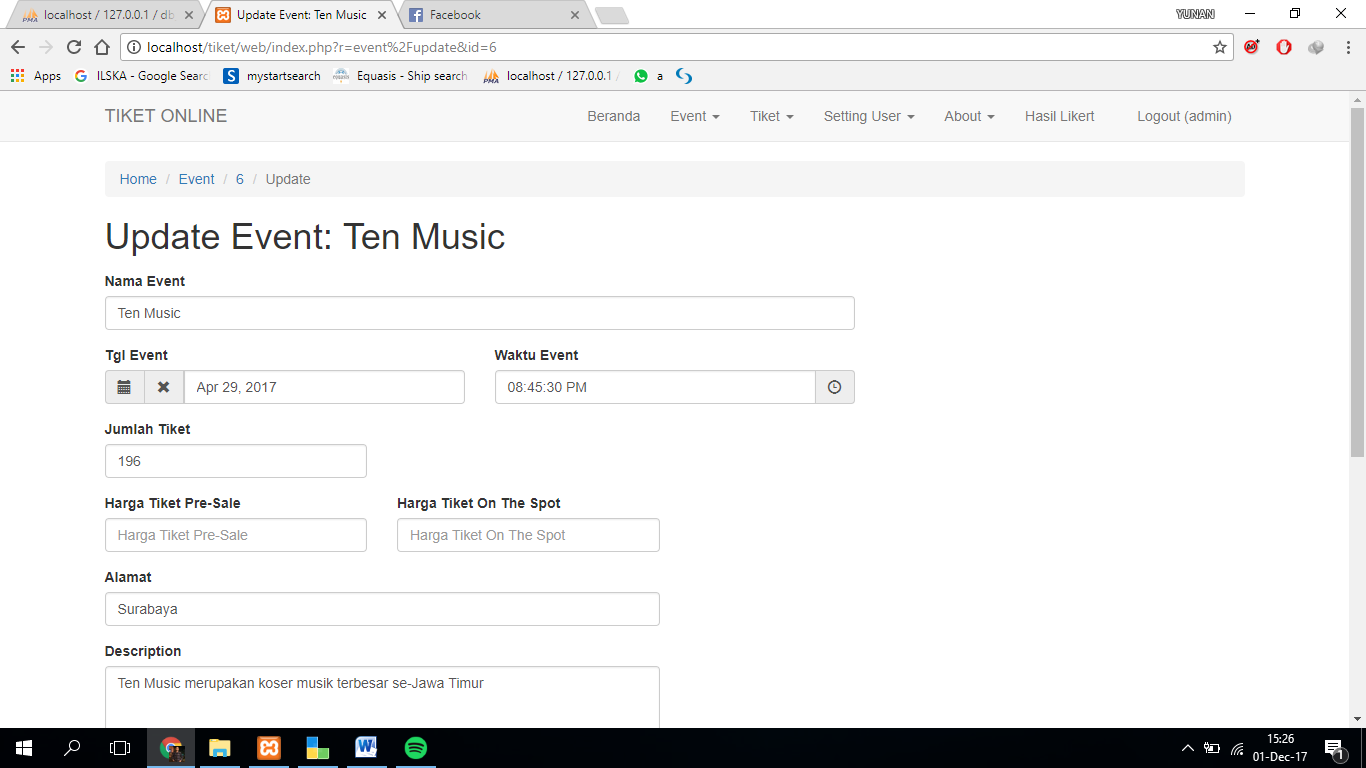 localhost / 127.0.0.1 / db
Update Event: Ten Music
Facebook
YUNAN
localhost/tiket/web/index.php?r=event%2Fupdate&id=6
Apps
ILSKA - Google Searc
S
mystartsearch
Equasis - Ship search
localhost / 127.0.0.1 /
a
TIKET ONLINE
Beranda
Event
Tiket
Setting User
About
Hasil Likert
Logout (admin)
Home / Event / 6 / Update
Update Event: Ten Music
Nama Event
Ten Music
Tgl Event
Waktu Event
Apr 29, 2017
08:45:30 PM
Jumlah Tiket
196
Harga Tiket Pre-Sale
Harga Tiket On The Spot
Harga Tiket Pre-Sale
Harga Tiket On The Spot
Alamat
Surabaya
Description
Ten Music merupakan koser musik terbesar se-Jawa Timur
15:26
01-Dec-17
1